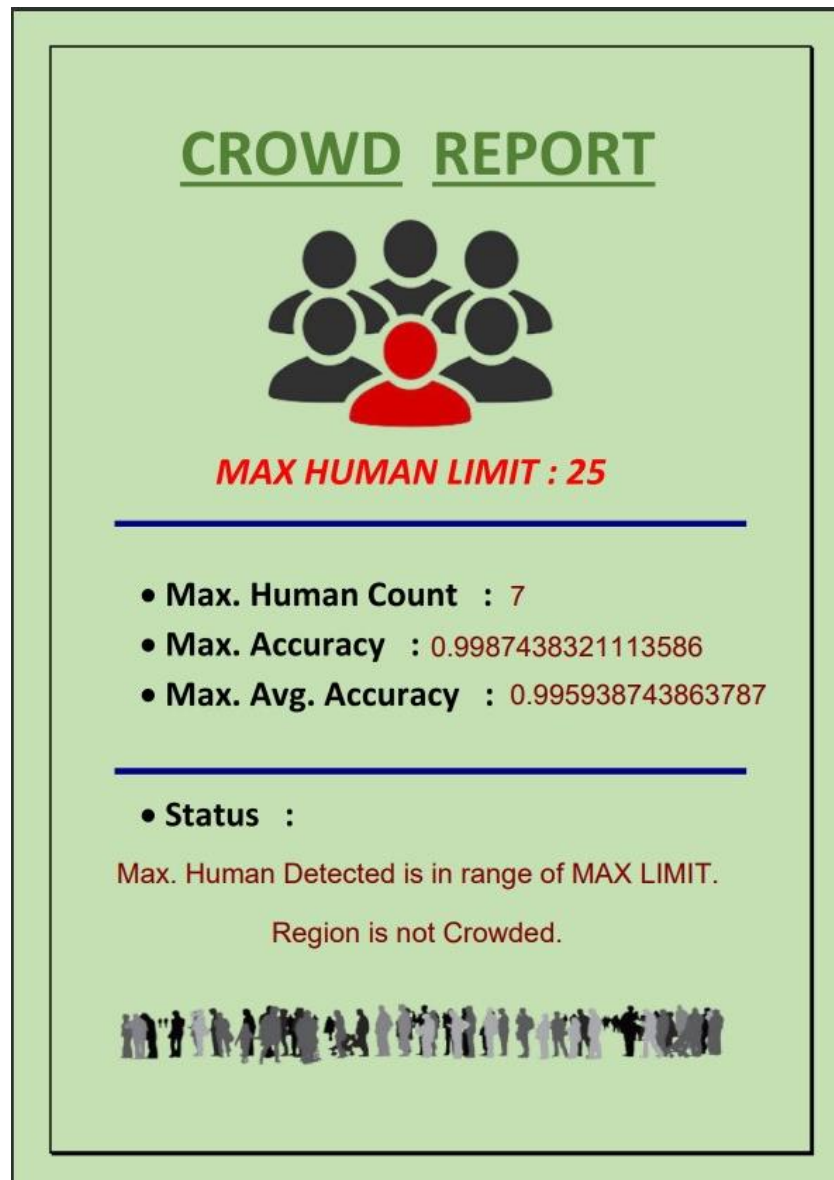 CROWD REPORT
MAX HUMAN LIMIT : 25
• Max. Human Count : 7
• Max. Accuracy : 0.9987438321113586
• Max. Avg. Accuracy : 0.995938743863787
• Status :
Max. Human Detected is in range of MAX LIMIT.
Region is not Crowded.